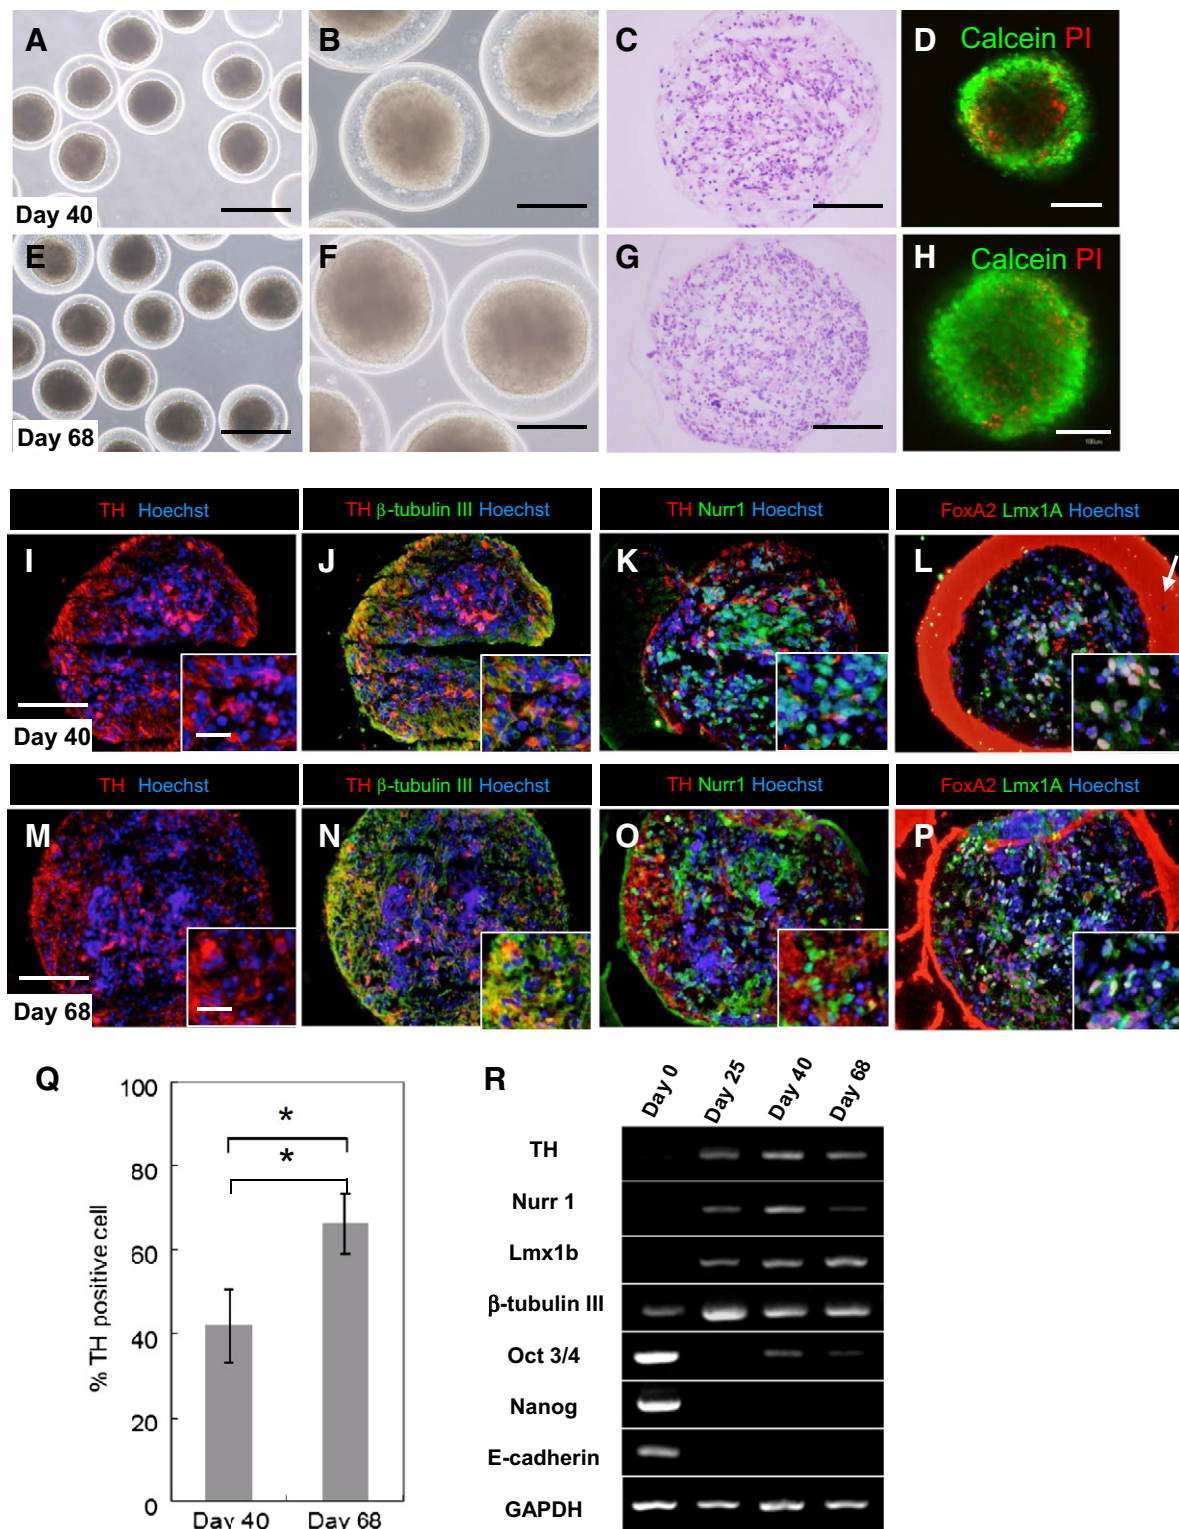 A
B
C
D
Calcein PI
Day 40
E
F
G
H
Calcein PI
Day 68
100μm
TH Hoechst
TH β-tubulin III Hoechst
TH Nurr1 Hoechst
FoxA2 Lmx1A Hoechst
I
J
K
L
Day 40
TH Hoechst
TH β-tubulin III Hoechst
TH Nurr1 Hoechst
FoxA2 Lmx1A Hoechst
M
N
O
P
Day 68
Q
% TH positive cell
100
80
60
40
20
0
*
*
Day 40
Day 68
R
Day 0
Day 25
Day 40
Day 68
TH
Nurr 1
Lmx1b
β-tubulin III
Oct 3/4
Nanog
E-cadherin
GAPDH